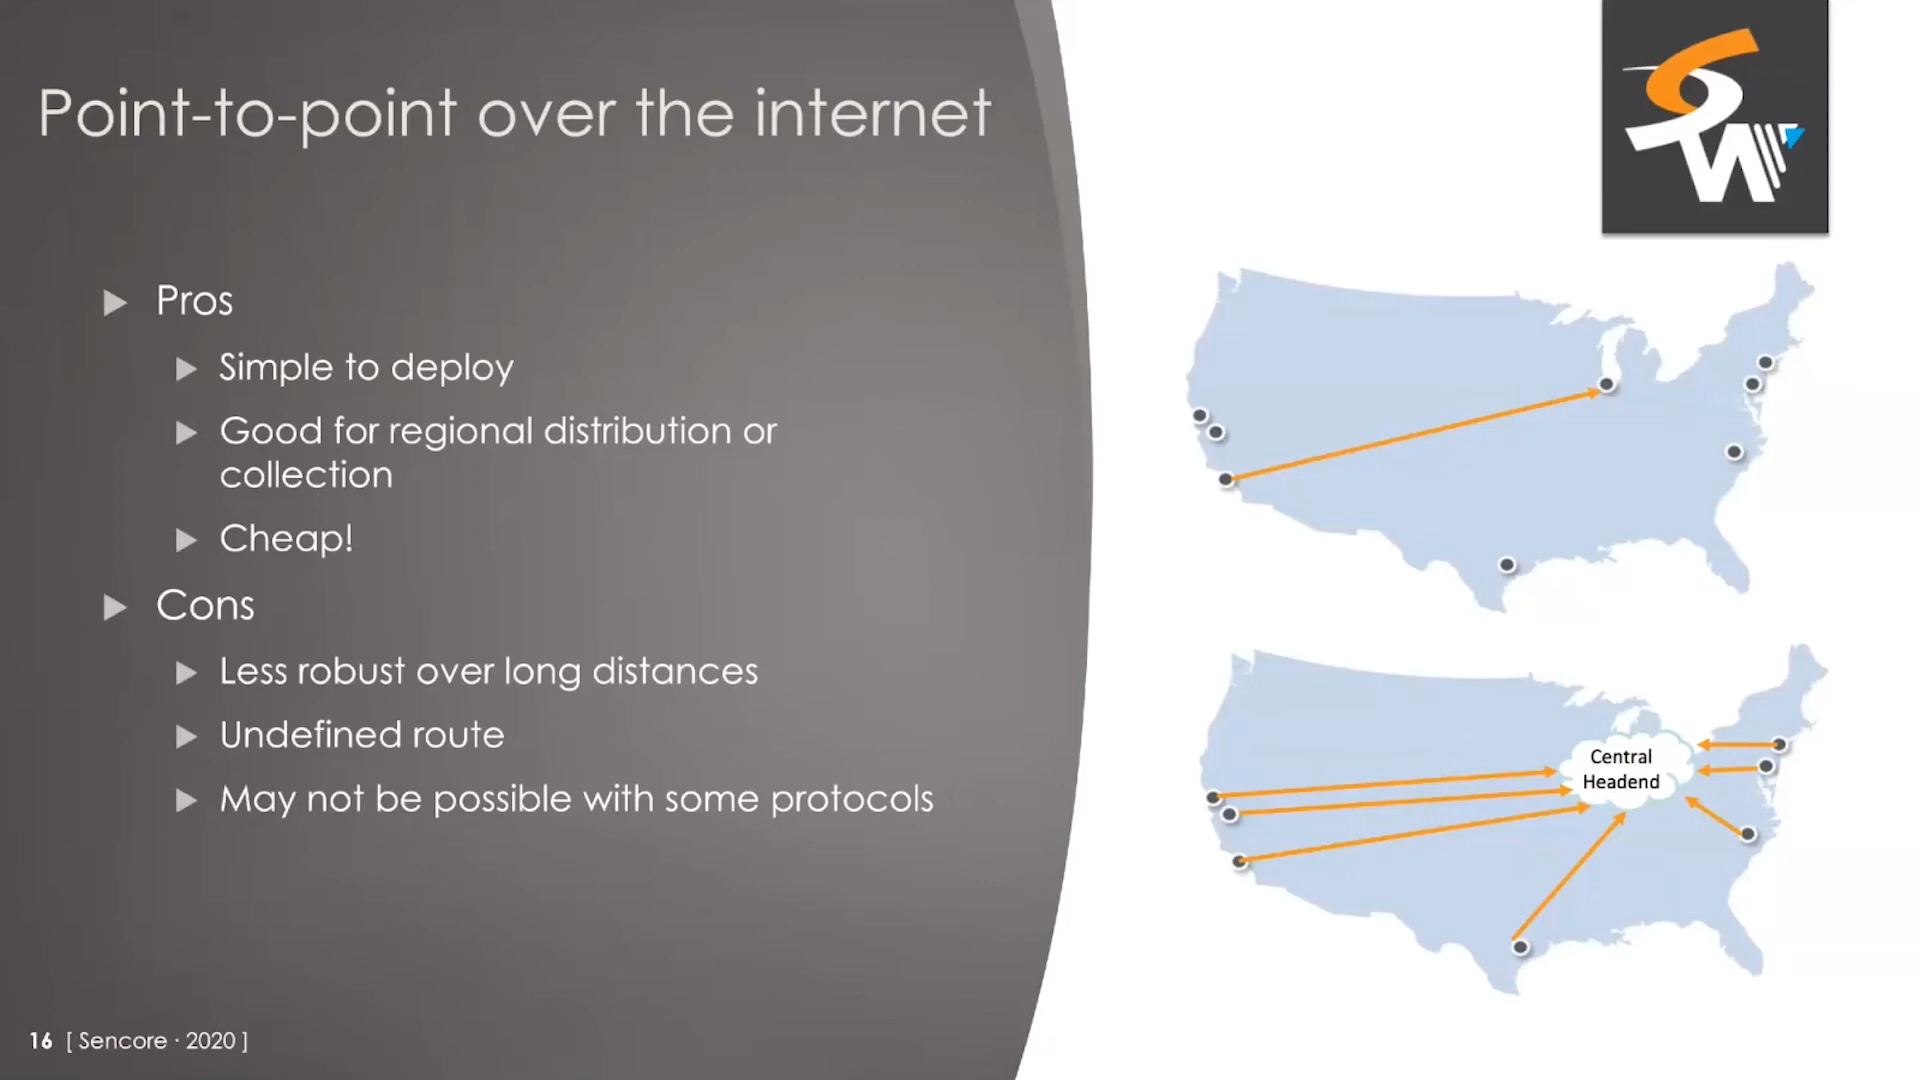 Point-to-point over the internet
Pros
Simple to deploy
Good for regional distribution or
collection
Cheap!
Cons
Less robust over long distances
Undefined route
May not be possible with some protocols
Central
Headend
16 [ Sencore · 2020 ]